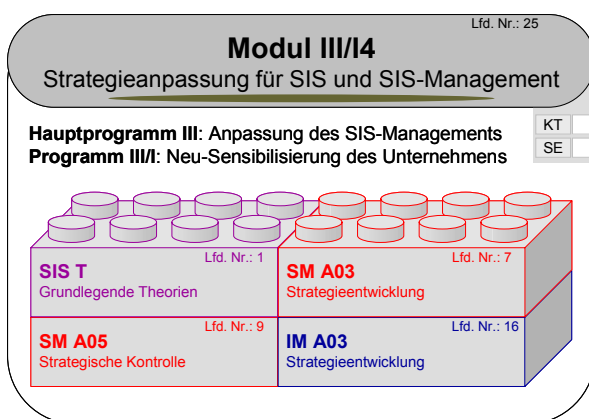 Lfd. Nr.: 25
Modul III/I4
Strategieanpassung für SIS und SIS-Management
Hauptprogramm III: Anpassung des SIS-Managements
Programm III/I: Neu-Sensibilisierung des Unternehmens
KT
SE
SIS T
Lfd. Nr.: 1
Grundlegende Theorien
SM A03
Lfd. Nr.: 7
Strategieentwicklung
SM A05
Lfd. Nr.: 9
Strategische Kontrolle
IM A03
Lfd. Nr.: 16
Strategieentwicklung